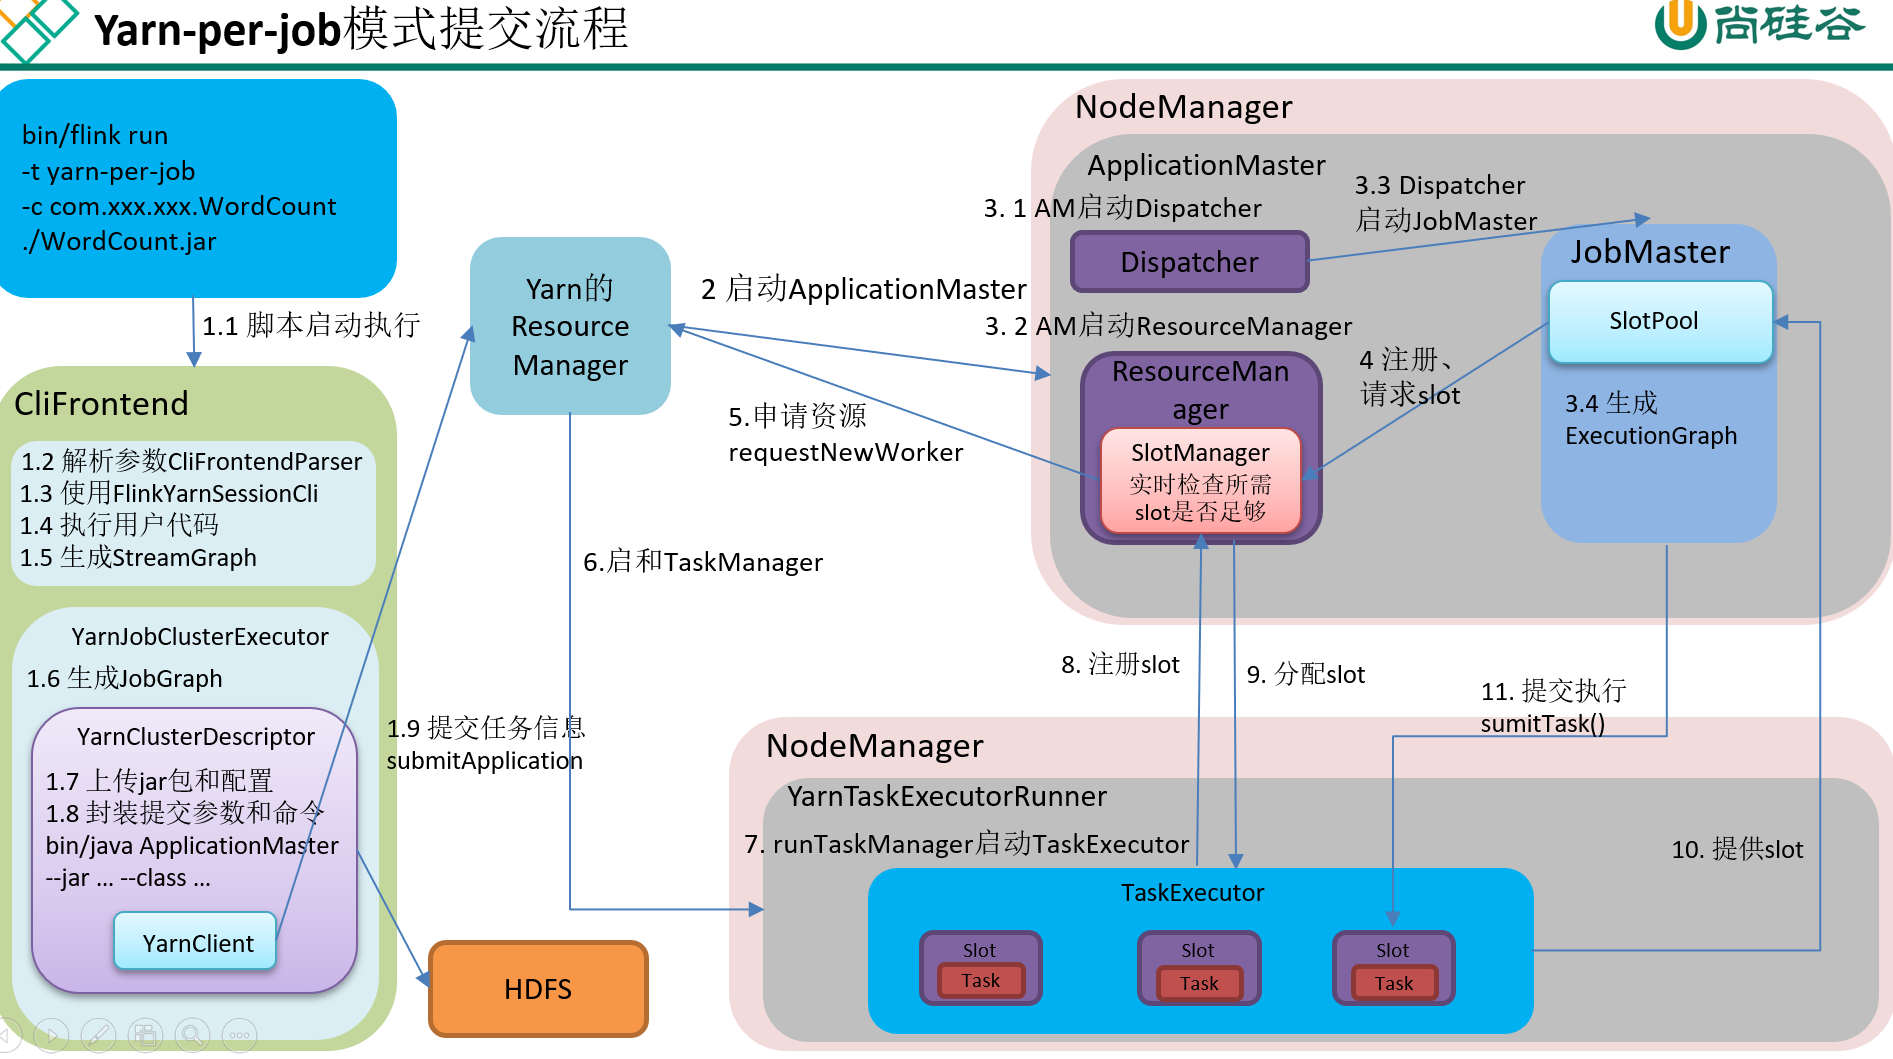 Yarn-per-job模式提交流程
尚硅谷
bin/flink run
-t yarn-per-job
-c com.xxx.xxx.WordCount
./WordCount.jar
1.1 脚本启动执行
CliFrontend
1.2 解析参数CliFrontendParser
1.3 使用FlinkYarnSessionCli
1.4 执行用户代码
1.5 生成StreamGraph
YarnJobClusterExecutor
1.6 生成JobGraph
YarnClusterDescriptor
1.7 上传jar包和配置
1.8 封装提交参数和命令
bin/java ApplicationMaster
--jar ... --class ...
YarnClient
HDFS
1.9 提交任务信息
submitApplication
Yarn的
Resource
Manager
2 启动ApplicationMaster
NodeManager
ApplicationMaster
3. 1 AM启动Dispatcher
Dispatcher
3.3 Dispatcher
启动JobMaster
3. 2 AM启动ResourceManager
ResourceMan
ager
SlotManager
实时检查所需
slot是否足够
JobMaster
SlotPool
3.4 生成
ExecutionGraph
4 注册、
请求slot
5.申请资源
requestNewWorker
6.启和TaskManager
8. 注册slot
9. 分配slot
11. 提交执行
sumitTask()
10. 提供slot
NodeManager
YarnTaskExecutorRunner
7. runTaskManager启动TaskExecutor
TaskExecutor
Slot
Task
Slot
Task
Slot
Task